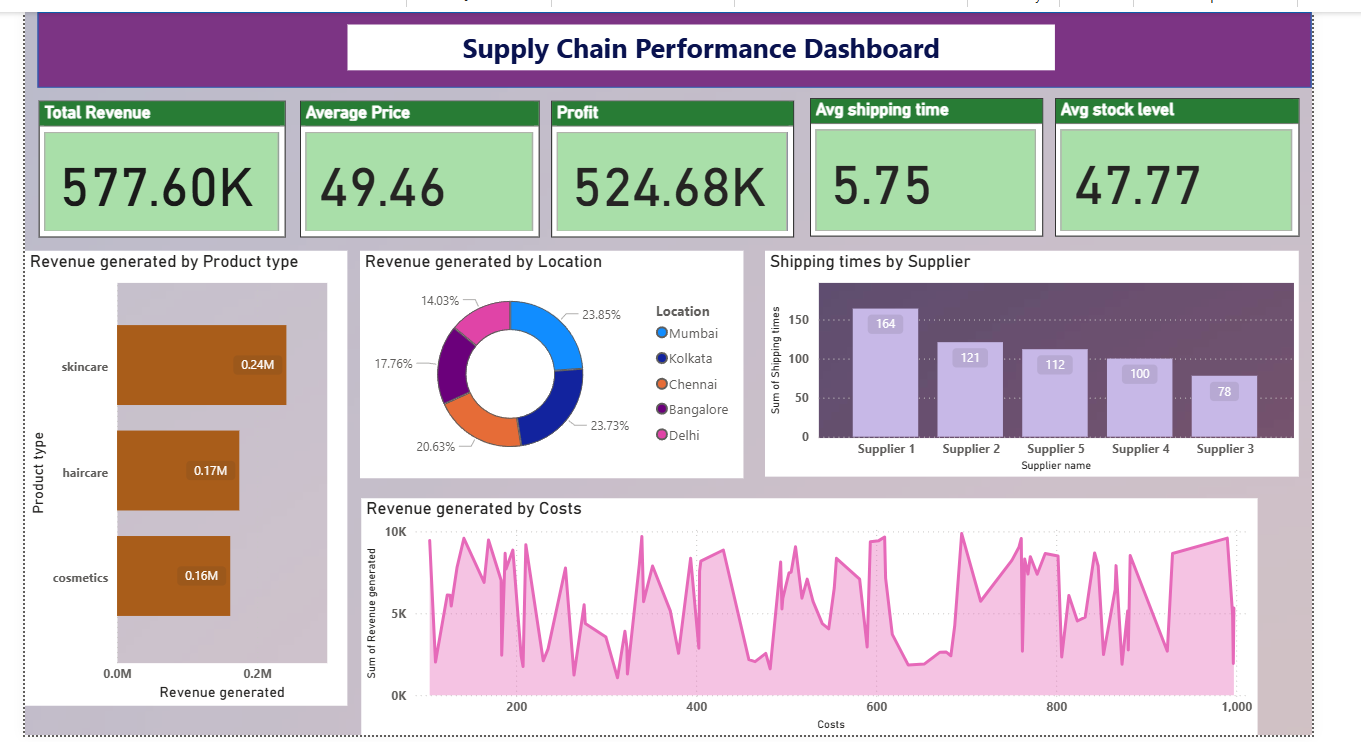 Supply Chain Performance Dashboard
Total Revenue
577.60K
Average Price
49.46
Profit
524.68K
Avg shipping time
5.75
Avg stock level
47.77
Revenue generated by Product type
Product type
skincare
0.24M
haircare
0.17M
cosmetics
0.16M
0.0M 0.2M
Revenue generated
Revenue generated by Location
14.03%
23.85%
17.76%
23.73%
20.63%
Location
Mumbai
Kolkata
Chennai
Bangalore
Delhi
Shipping times by Supplier
Sum of Shipping times
150
100
50
0
164
121
112
100
78
Supplier 1 Supplier 2 Supplier 5 Supplier 4 Supplier 3
Supplier name
Revenue generated by Costs
Sum of Revenue generated
10K
5K
0K
200 400 600 800 1,000
Costs